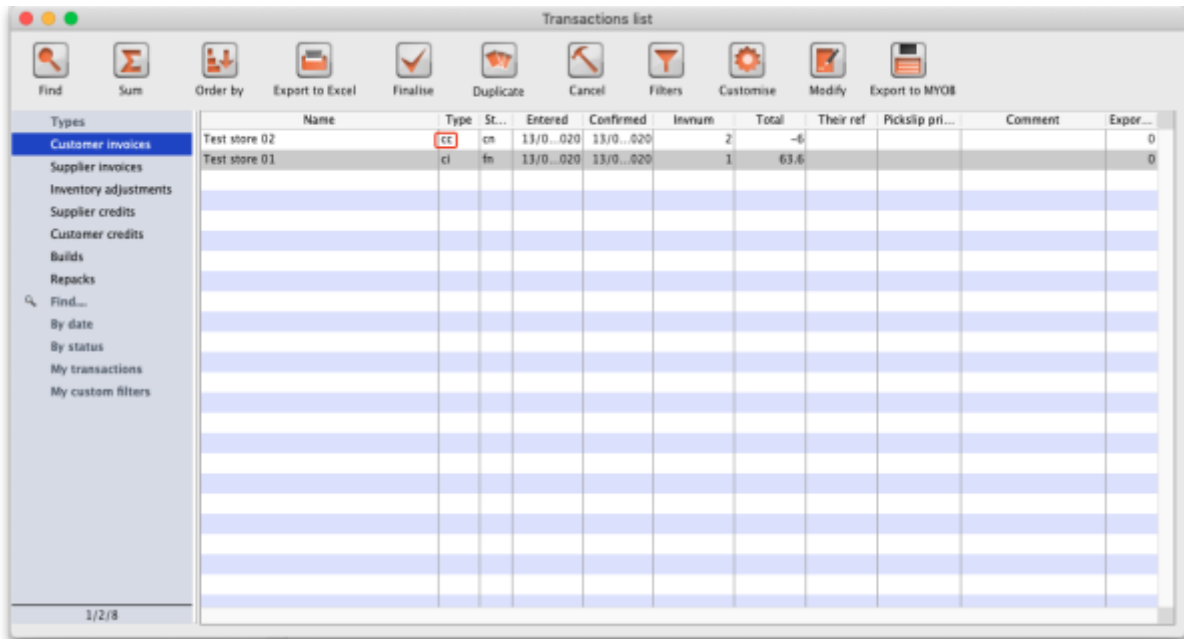 Transactions list
Find Sum Order by Export to Excel Finalise Duplicate Cancel Filters Customise Modify Export to MYOB
Types
Customer invoices
Supplier invoices
Inventory adjustments
Supplier credits
Customer credits
Builds
Repacks
Find...
By date
By status
My transactions
My custom filters
1/2/8
Name Type St... Entered Confirmed Invnum Total Their ref Pickslip pri... Comment Expor...
Test store 02 cc cn 13/0...020 13/0...020 2 -6 0
Test store 01 ci fn 13/0...020 13/0...020 1 63.6 0